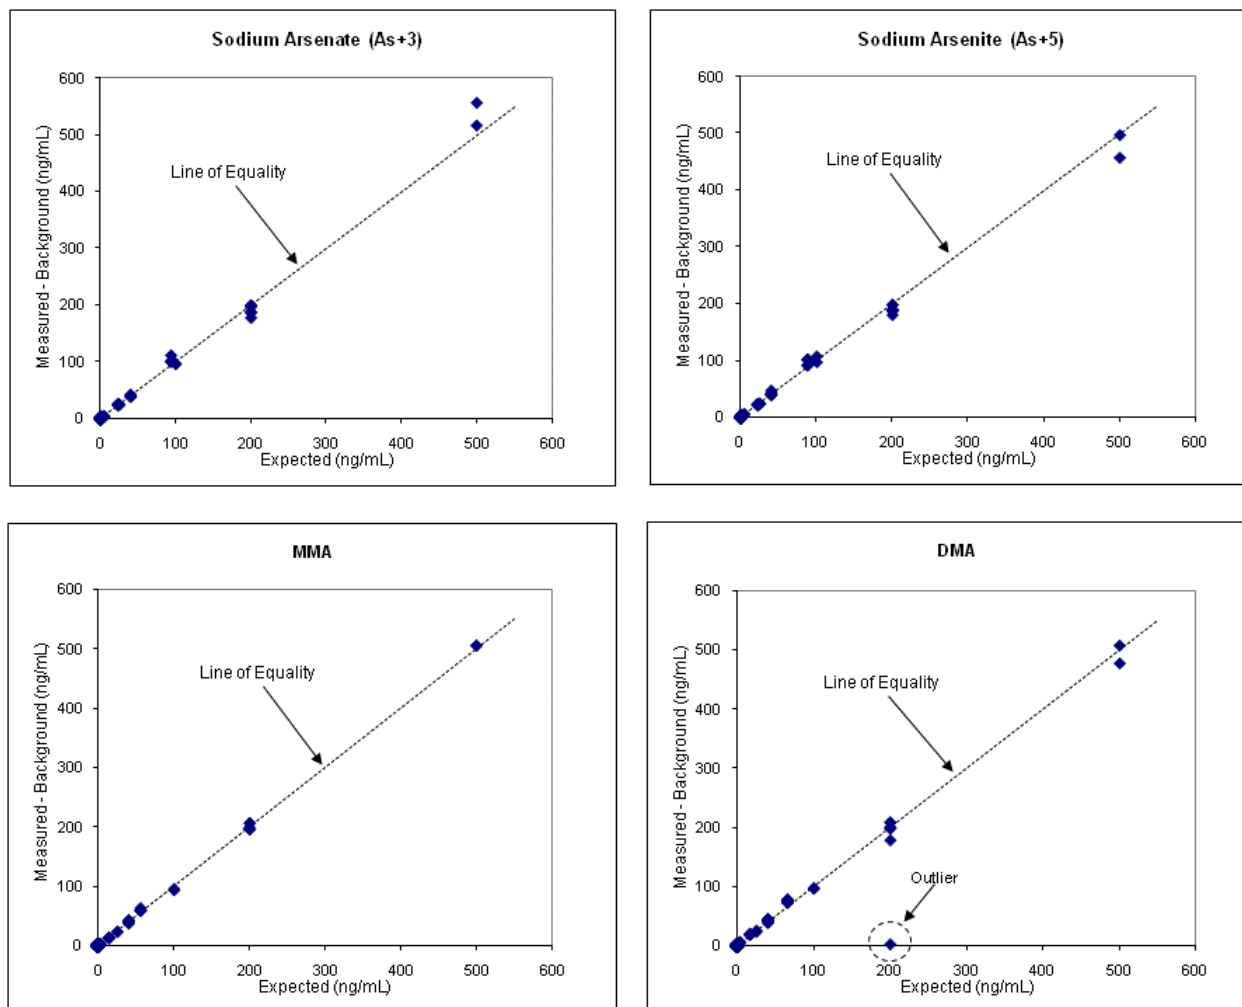 Sodium Arsenate (As+3)
600
500
400
300
200
100
0
0 100 200 300 400 500 600
Measured - Background (ng/mL)
Expected (ng/mL)
Line of Equality
Sodium Arsenite (As+5)
600
500
400
300
200
100
0
0 100 200 300 400 500 600
Measured - Background (ng/mL)
Expected (ng/mL)
Line of Equality
MMA
600
500
400
300
200
100
0
0 100 200 300 400 500 600
Measured - Background (ng/mL)
Expected (ng/mL)
Line of Equality
DMA
600
500
400
300
200
100
0
0 100 200 300 400 500 600
Measured - Background (ng/mL)
Expected (ng/mL)
Line of Equality
Outlier